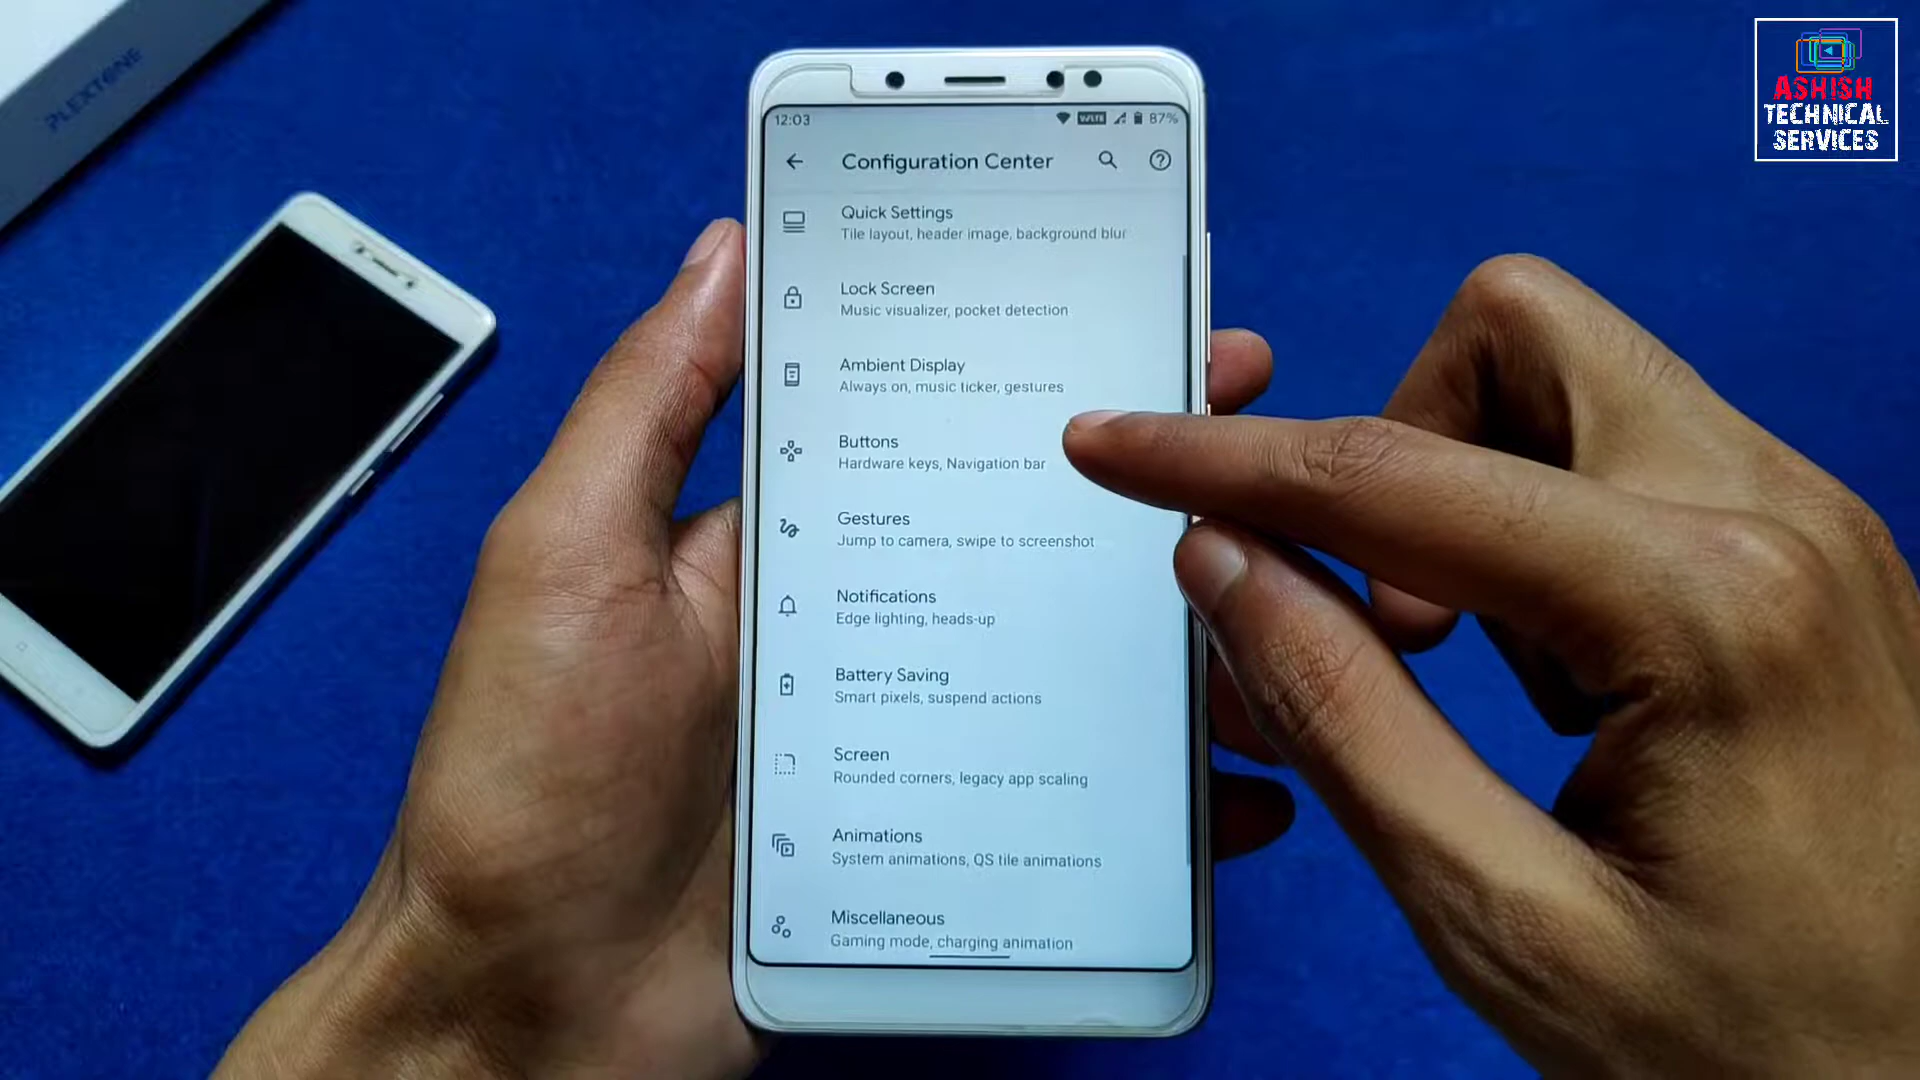 PLEXTONE
ASHISH
TECHNICAL
SERVICES
12:03
VoLTE
87%
Configuration Center
Quick Settings
Tile layout, header image, background blur
Lock Screen
Music visualizer, pocket detection
Ambient Display
Always on, music ticker, gestures
Buttons
Hardware keys, Navigation bar
Gestures
Jump to camera, swipe to screenshot
Notifications
Edge lighting, heads-up
Battery Saving
Smart pixels, suspend actions
Screen
Rounded corners, legacy app scaling
Animations
System animations, QS tile animations
Miscellaneous
Gaming mode, charging animation